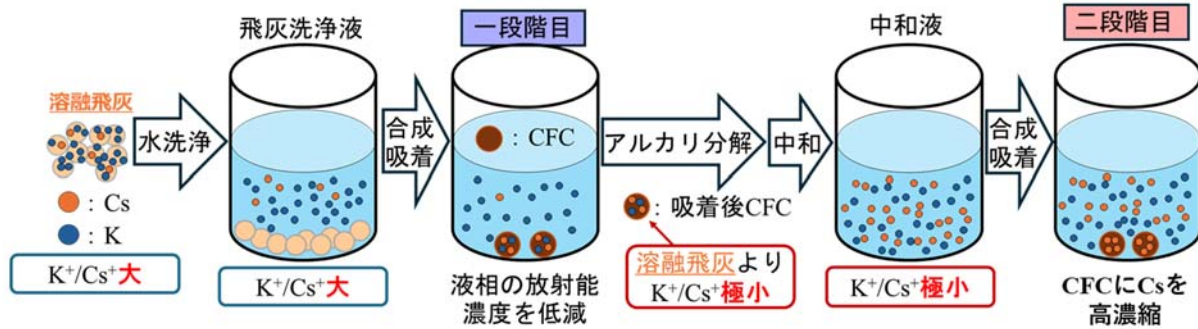 溶融飛灰
：Cs
：K
K⁺/Cs⁺大
水洗浄
飛灰洗浄液
K⁺/Cs⁺大
合成
吸着
一段階目
：CFC
液相の放射能
濃度を低減
アルカリ分解
：吸着後CFC
溶融飛灰より
K⁺/Cs⁺極小
中和
中和液
K⁺/Cs⁺極小
合成
吸着
二段階目
CFCにCsを
高濃縮